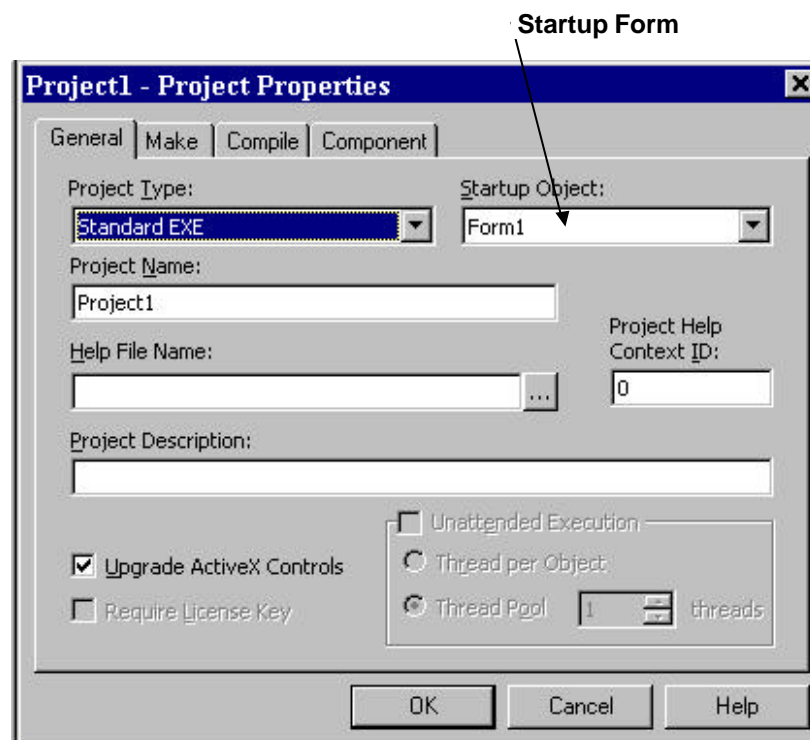 Startup Form
Project1 - Project Properties
General Make Compile Component
Project Type: Startup Object:
Standard EXE Form1
Project Name:
Project1
Project Help
Context ID:
Help File Name:
... 0
Project Description:
Unattended Execution
Upgrade ActiveX Controls Thread per Object
Require License Key Thread Pool 1 threads
OK Cancel Help